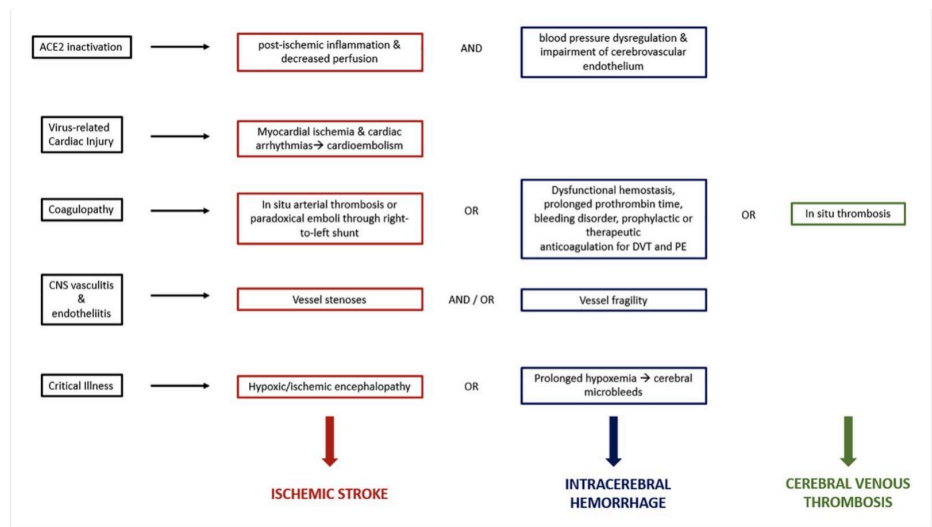 ACE2 inactivation
post-ischemic inflammation &
decreased perfusion
AND
blood pressure dysregulation &
impairment of cerebrovascular
endothelium
Virus-related
Cardiac Injury
Myocardial ischemia & cardiac
arrhythmias→ cardioembolism
Coagulopathy
In situ arterial thrombosis or
paradoxical emboli through right-
to-left shunt
OR
Dysfunctional hemostasis,
prolonged prothrombin time,
bleeding disorder, prophylactic or
therapeutic
anticoagulation for DVT and PE
OR
In situ thrombosis
CNS vasculitis
&
endotheliitis
Vessel stenoses
AND / OR
Vessel fragility
Critical Illness
Hypoxic/ischemic encephalopathy
OR
Prolonged hypoxemia → cerebral
microbleeds
ISCHEMIC STROKE
INTRACEREBRAL
HEMORRHAGE
CEREBRAL VENOUS
THROMBOSIS